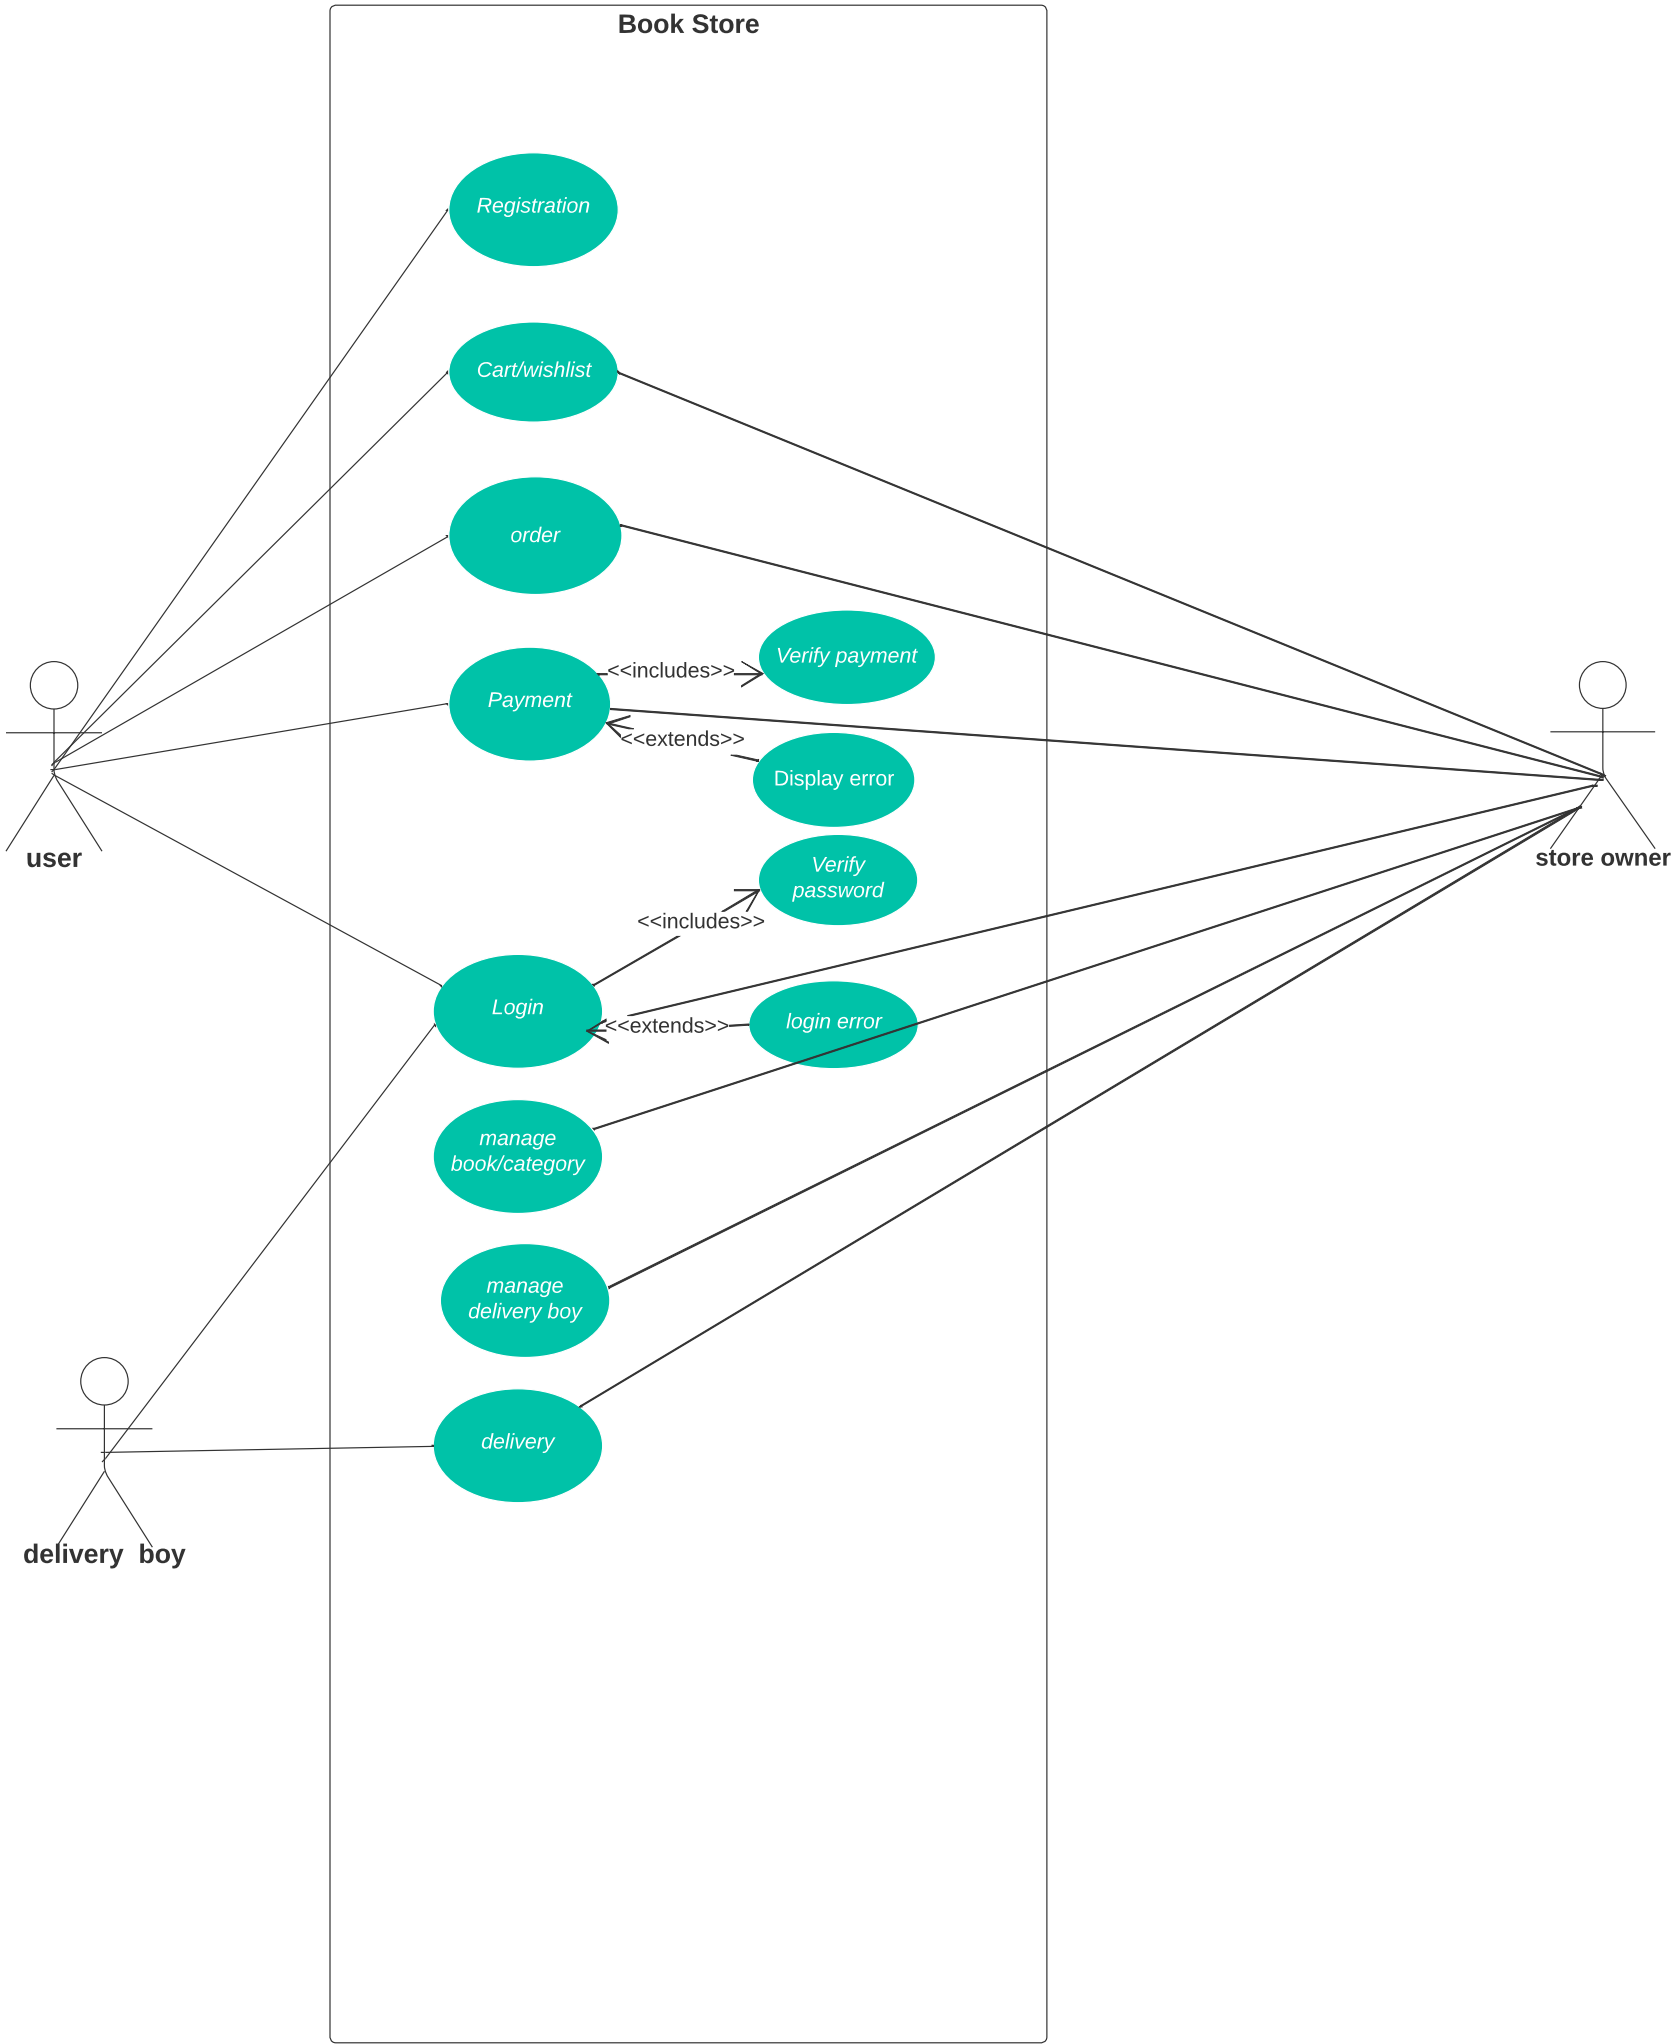 Book Store
Registration
Cart/wishlist
order
Verify payment
<<includes>>
Payment
<<extends>>
Display error
user
store owner
Verify
password
<<includes>>
Login
login error
<<extends>>
manage
book/category
manage
delivery boy
delivery
delivery  boy